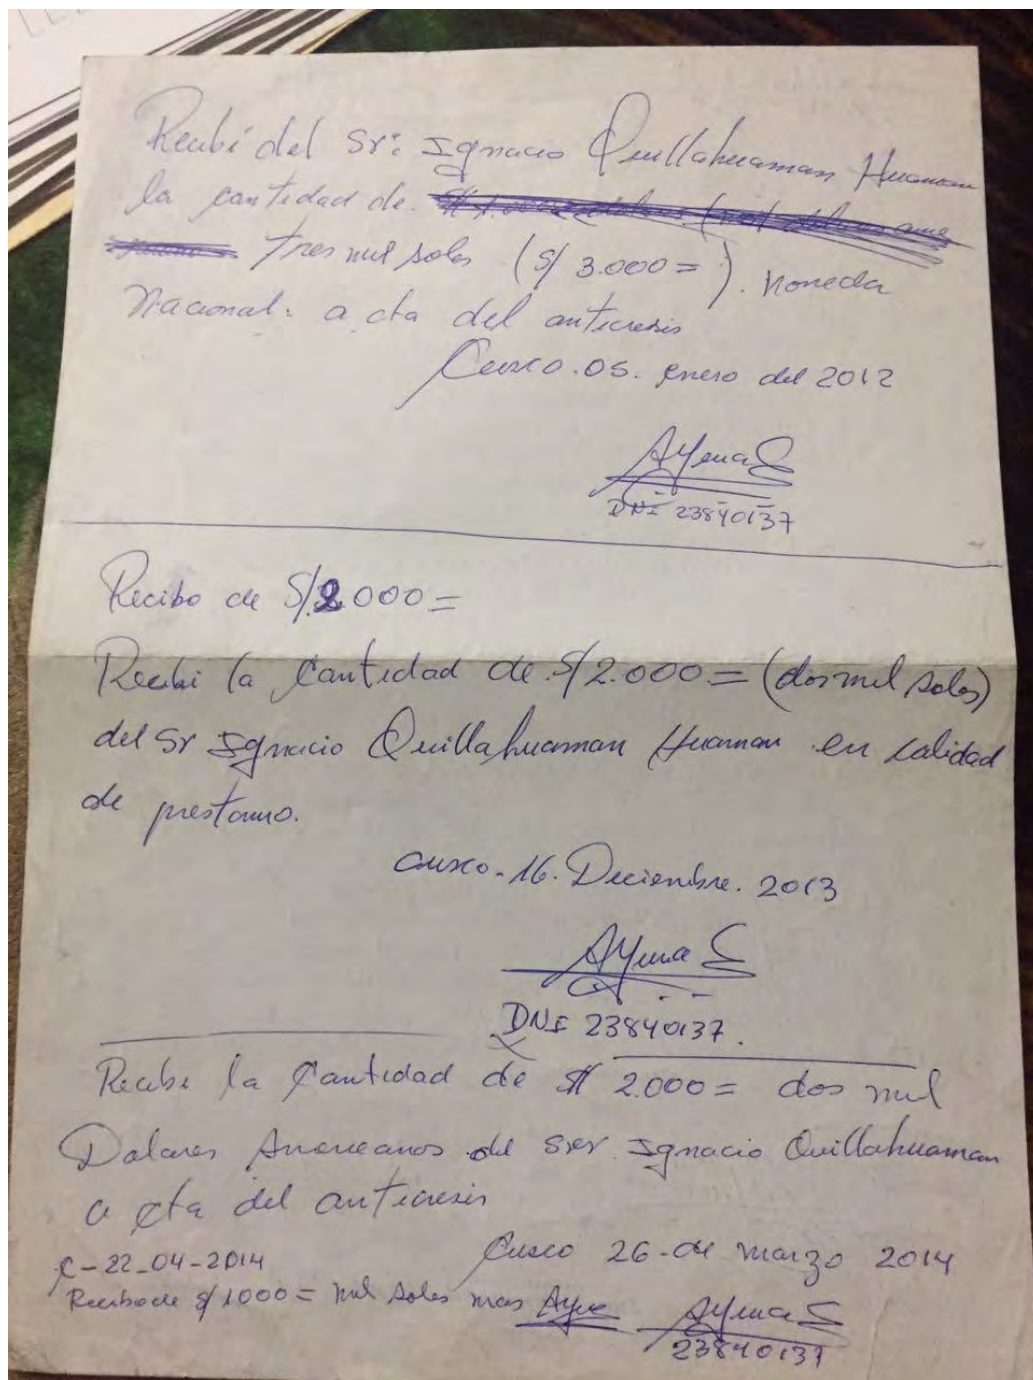 Recibi del Sr: Ignacio Quillahuaman Huaman
la cantidad de.
tres mil soles (S/ 3.000=). Moneda
Nacional. a cta del anticresis
Cusco.05. enero del 2012
DNI 23840137
Recibo de S/.2.000=
Recibi la Cantidad de S/2.000.= (dos mil soles)
del Sr Ignacio Quillahuaman Huaman en calidad
de prestamo.
Cusco-16. Deciembre. 2013
DNI 23840137.
Recibi la Cantidad de $ 2.000= dos mil
Dolares Americanos del Ignacio Quillahuaman
a cta del anticresis
C-22-04-2014
Cusco 26-de marzo 2014
Recibo de S/ 1000= mil soles mas
23840137